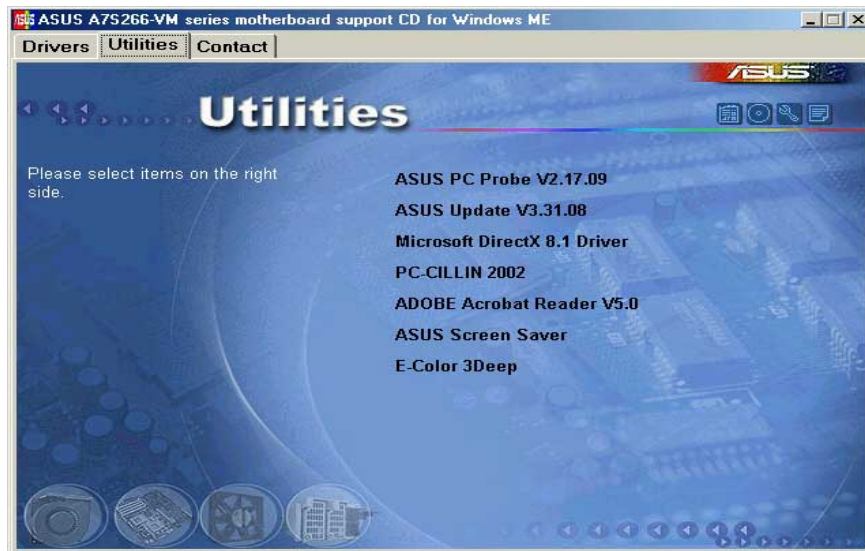 ASUS A7S266-VM series motherboard support CD for Windows ME
Drivers Utilities Contact
ASUS
Utilities
Please select items on the right
side.
ASUS PC Probe V2.17.09
ASUS Update V3.31.08
Microsoft DirectX 8.1 Driver
PC-CILLIN 2002
ADOBE Acrobat Reader V5.0
ASUS Screen Saver
E-Color 3Deep